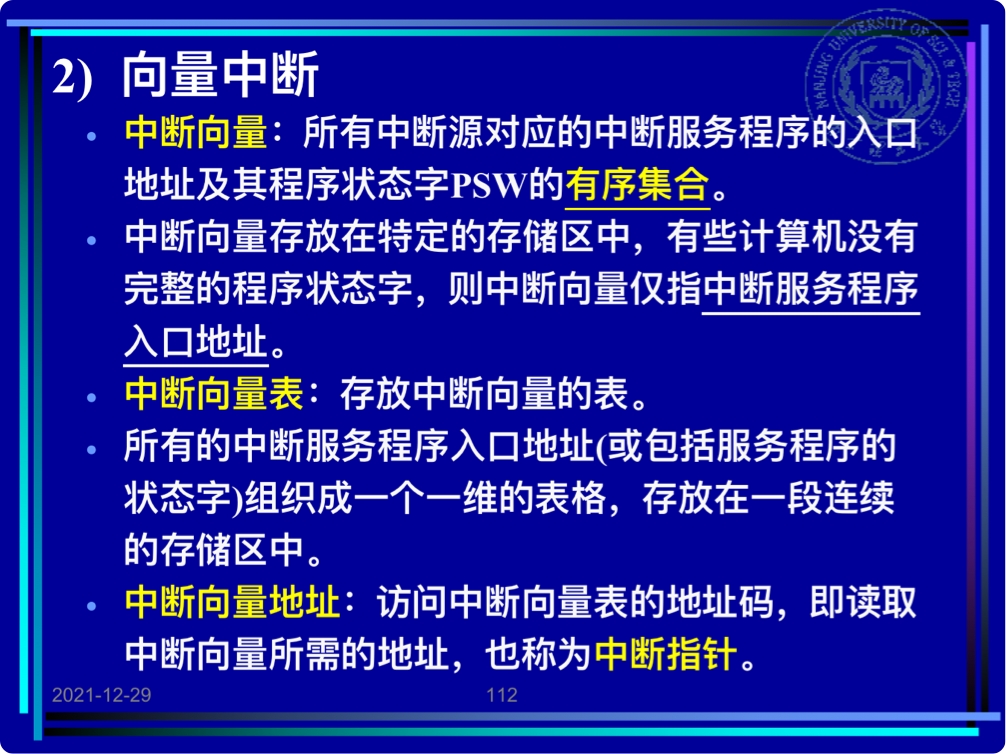 2) 向量中断
• 中断向量：所有中断源对应的中断服务程序的入口
地址及其程序状态字PSW的有序集合。
• 中断向量存放在特定的存储区中，有些计算机没有
完整的程序状态字，则中断向量仅指中断服务程序
入口地址。
• 中断向量表：存放中断向量的表。
• 所有的中断服务程序入口地址(或包括服务程序的
状态字)组织成一个一维的表格，存放在一段连续
的存储区中。
• 中断向量地址：访问中断向量表的地址码，即读取
中断向量所需的地址，也称为中断指针。
2021-12-29
112
NANJING UNIVERSITY OF SCI & TECH